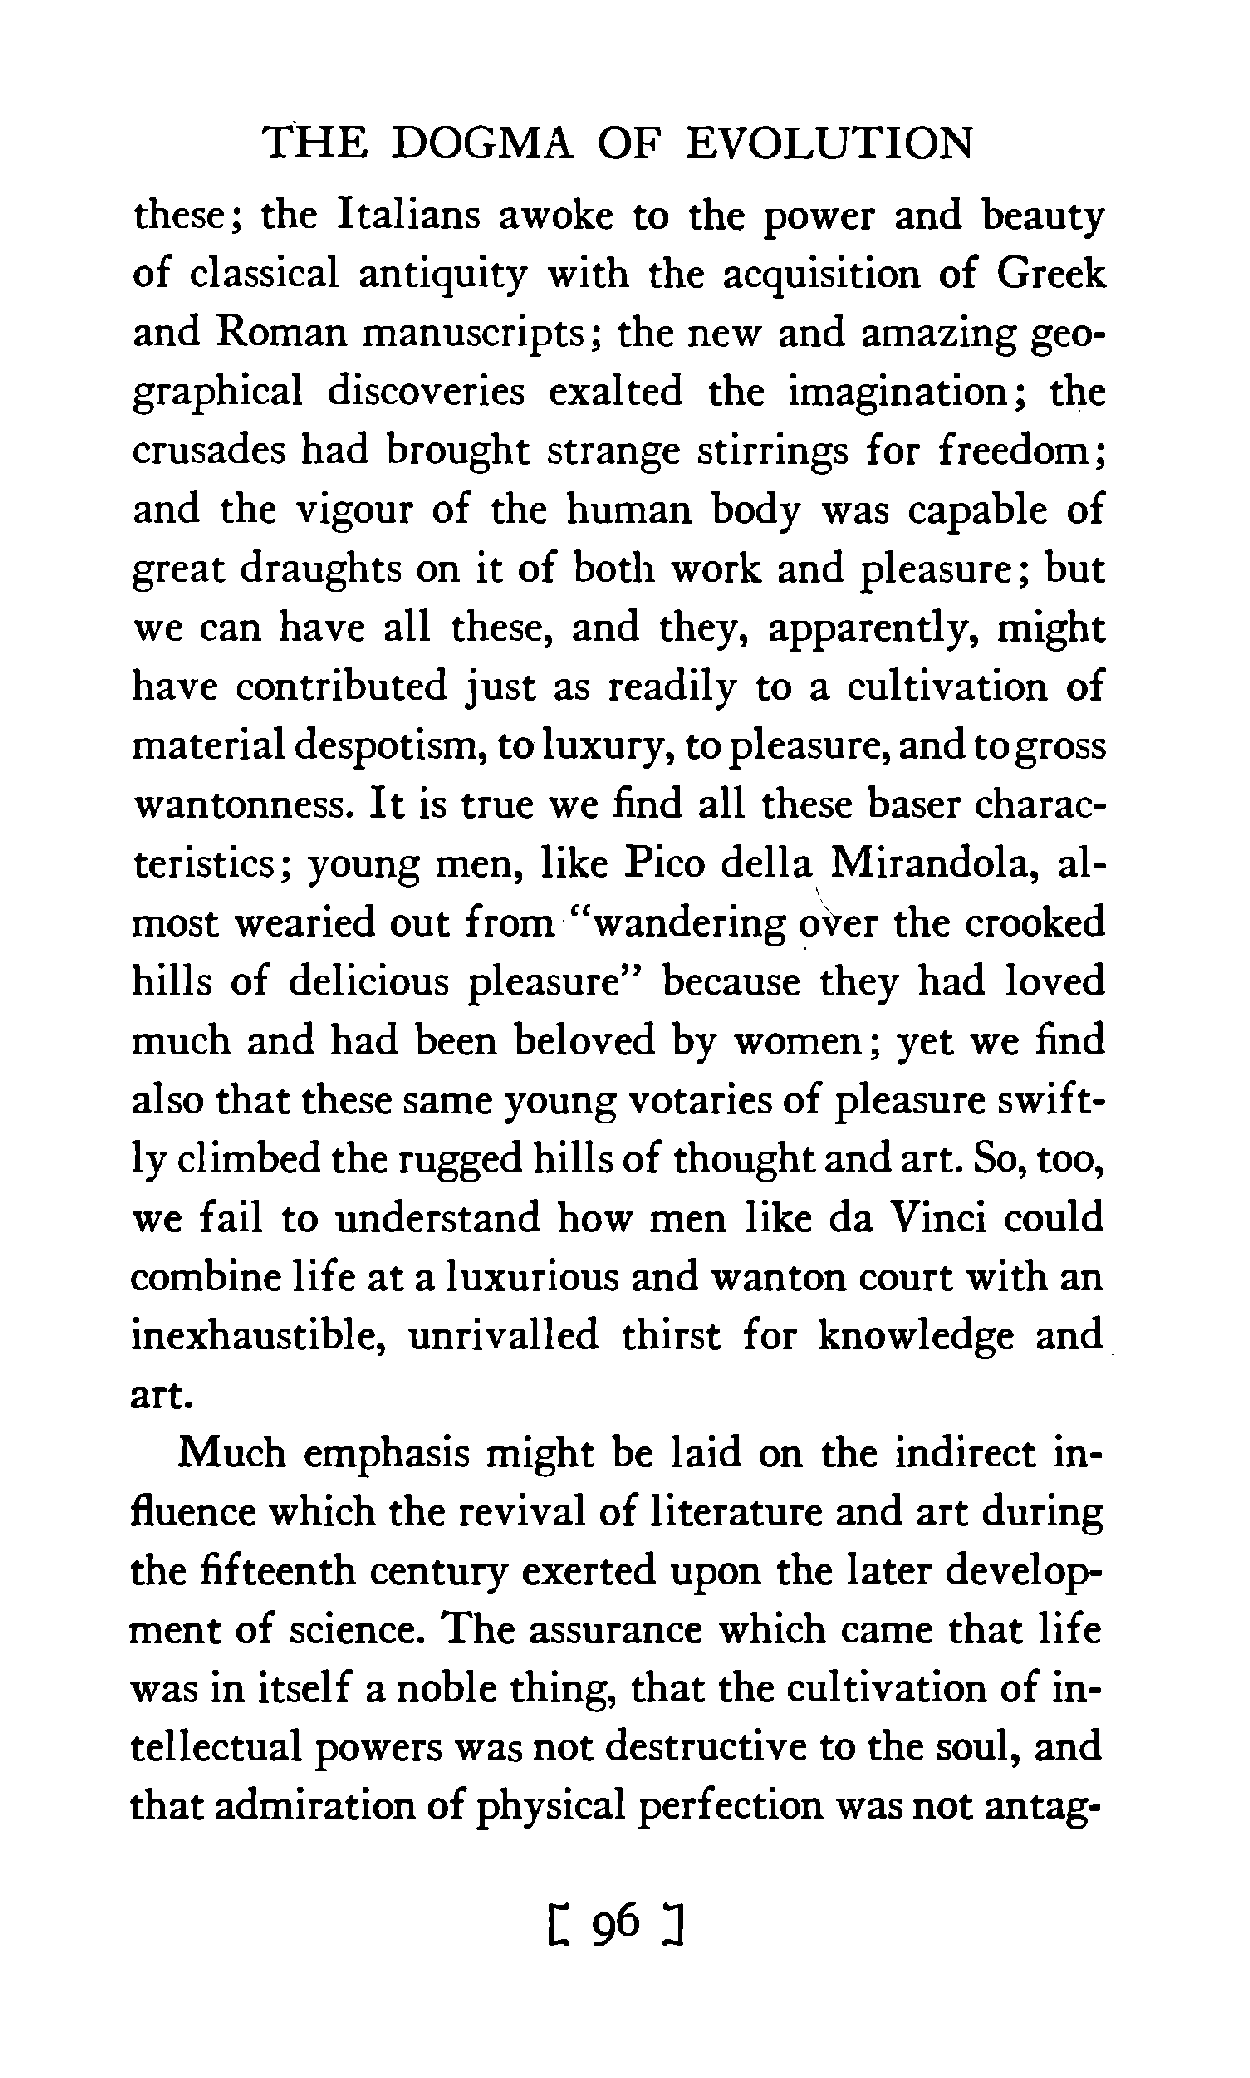 THE DOGMA OF EVOLUTION
these; the Italians awoke to the power and beauty
of classical antiquity with the acquisition of Greek
and Roman manuscripts; the new and amazing geo-
graphical discoveries exalted the imagination; the
crusades had brought strange stirrings for freedom;
and the vigour of the human body was capable of
great draughts on it of both work and pleasure; but
we can have all these, and they, apparently, might
have contributed just as readily to a cultivation of
material despotism, to luxury, to pleasure, and to gross
wantonness. It is true we find all these baser charac-
teristics; young men, like Pico della Mirandola, al-
most wearied out from "wandering over the crooked
hills of delicious pleasure" because they had loved
much and had been beloved by women; yet we find
also that these same young votaries of pleasure swift-
ly climbed the rugged hills of thought and art. So, too,
we fail to understand how men like da Vinci could
combine life at a luxurious and wanton court with an
inexhaustible, unrivalled thirst for knowledge and
art.
Much emphasis might be laid on the indirect in-
fluence which the revival of literature and art during
the fifteenth century exerted upon the later develop-
ment of science. The assurance which came that life
was in itself a noble thing, that the cultivation of in-
tellectual powers was not destructive to the soul, and
that admiration of physical perfection was not antag-
[ 96 ]